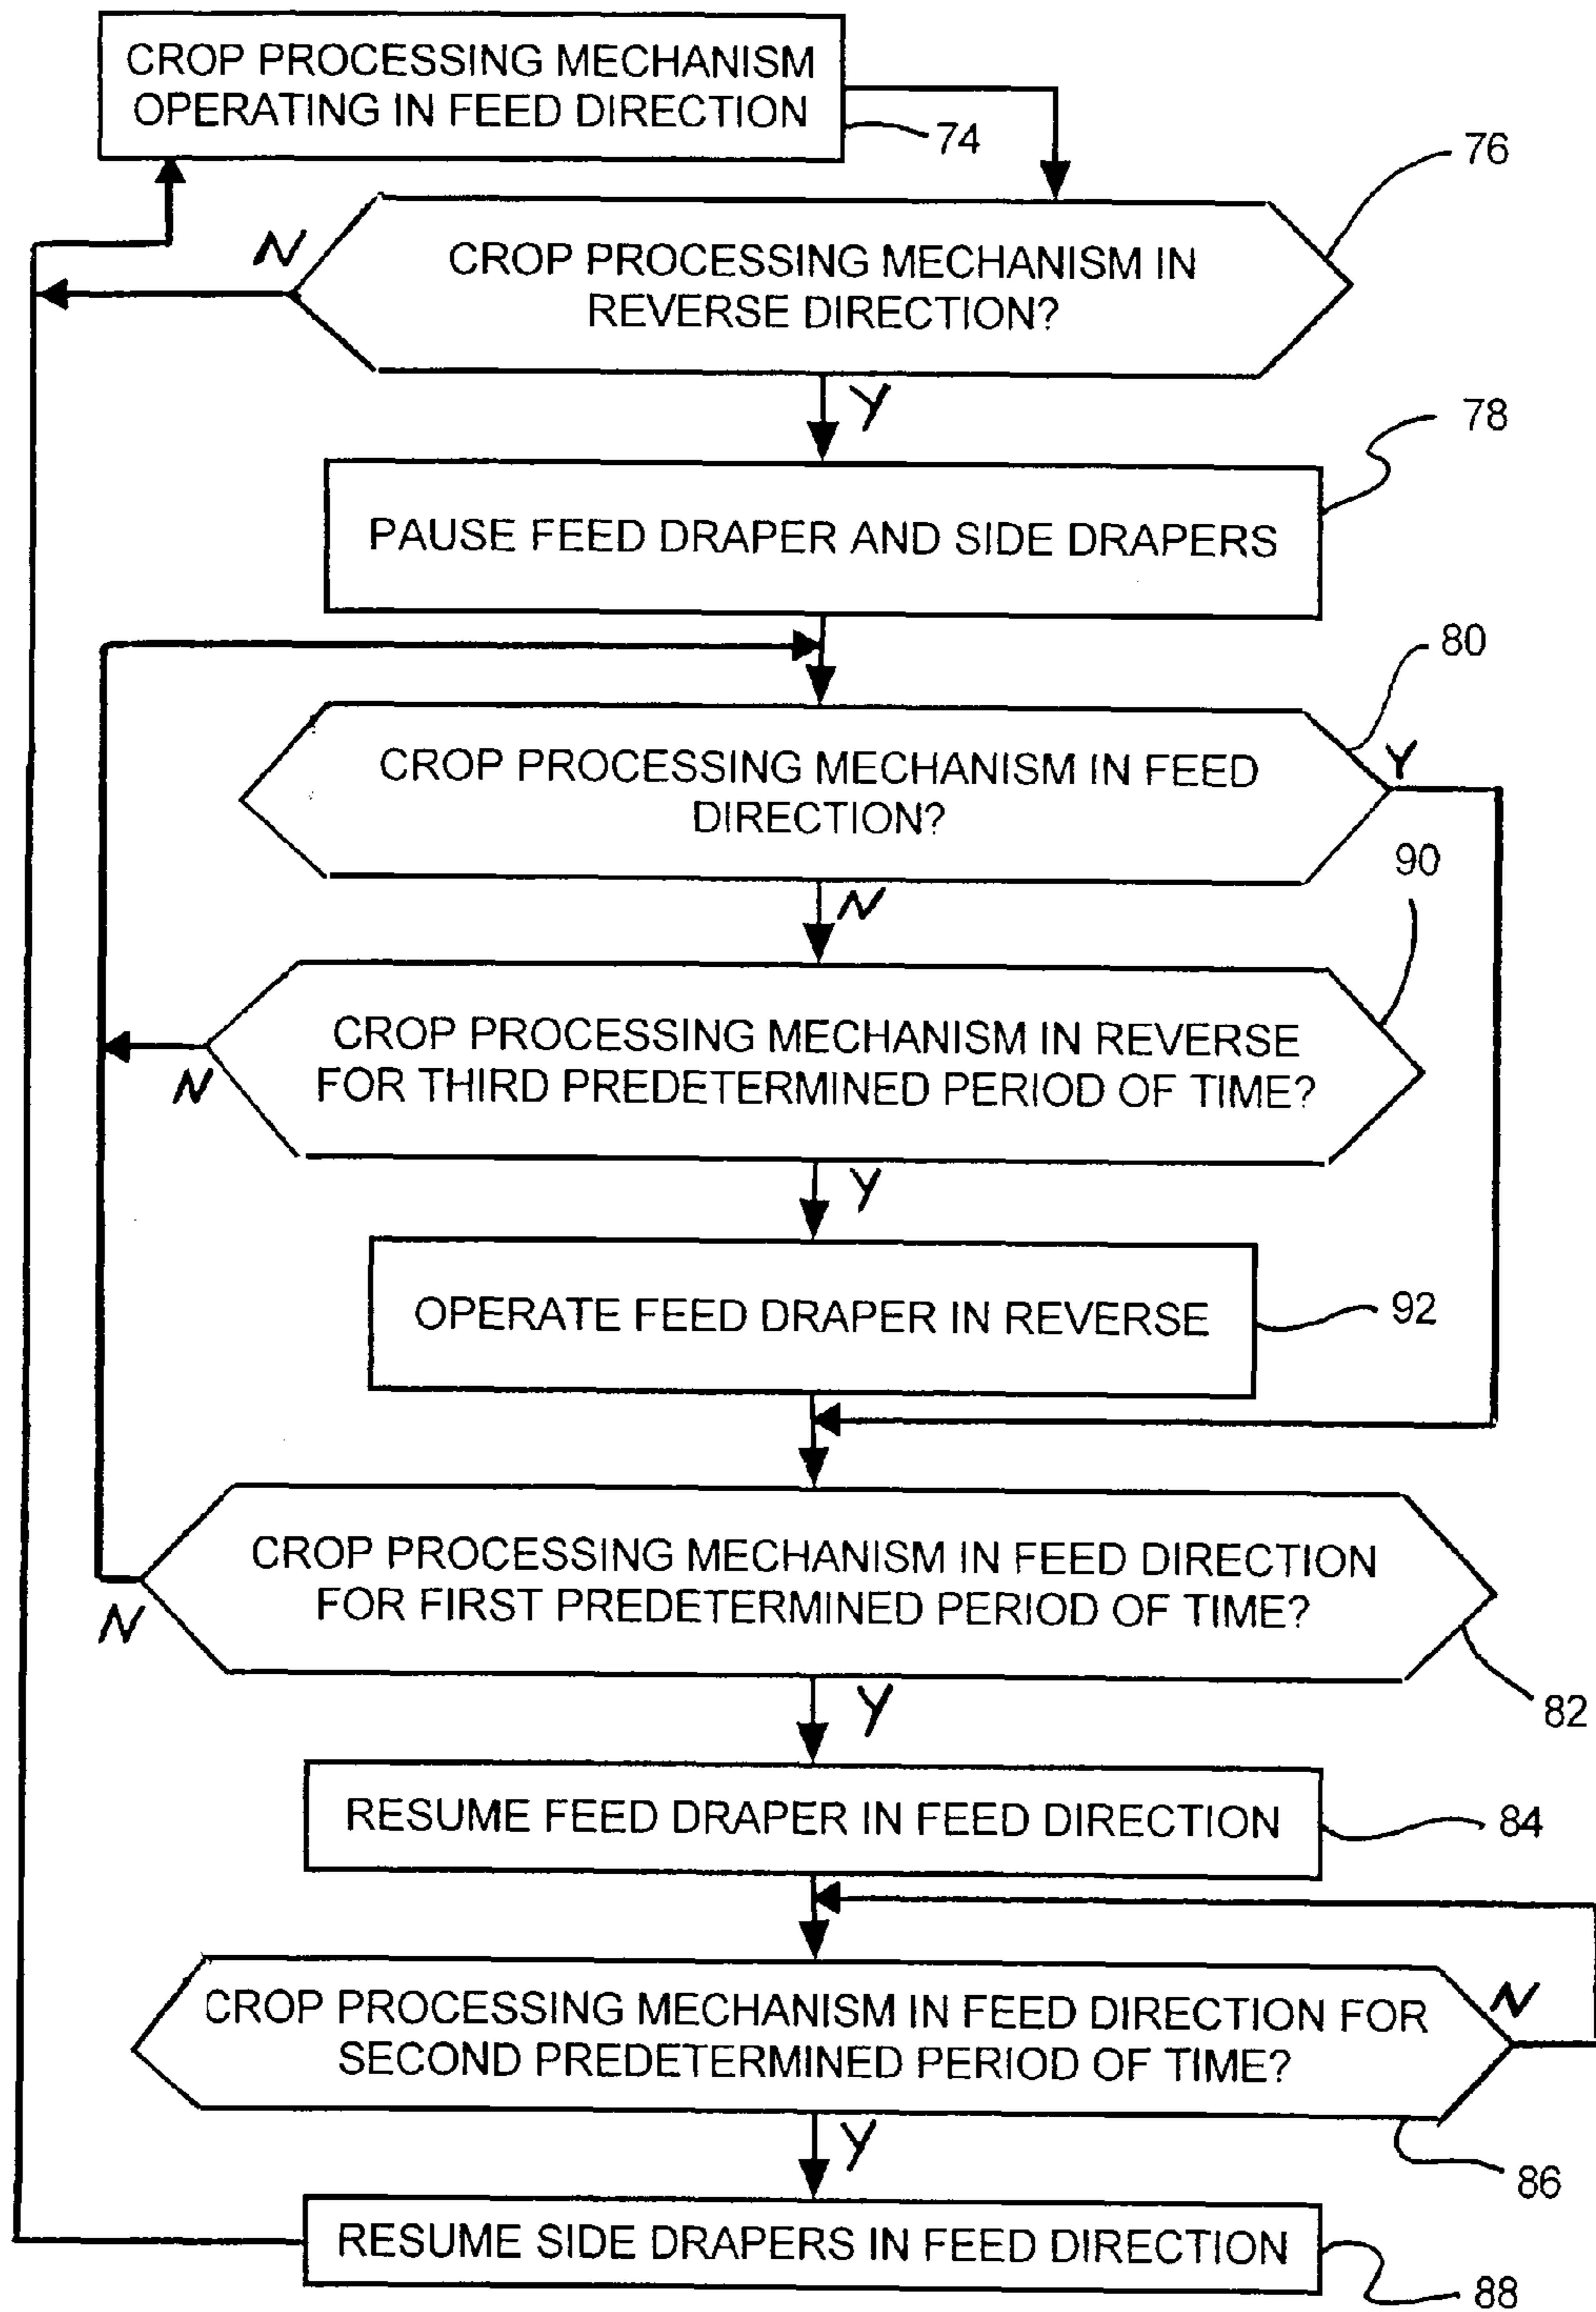 CROP PROCESSING MECHANISM
OPERATING IN FEED DIRECTION
74
76
N
CROP PROCESSING MECHANISM IN
REVERSE DIRECTION?
Y
78
PAUSE FEED DRAPER AND SIDE DRAPERS
80
Y
CROP PROCESSING MECHANISM IN FEED
DIRECTION?
90
N
CROP PROCESSING MECHANISM IN REVERSE
FOR THIRD PREDETERMINED PERIOD OF TIME?
N
Y
OPERATE FEED DRAPER IN REVERSE
92
CROP PROCESSING MECHANISM IN FEED DIRECTION
FOR FIRST PREDETERMINED PERIOD OF TIME?
N
Y
82
RESUME FEED DRAPER IN FEED DIRECTION
84
N
CROP PROCESSING MECHANISM IN FEED DIRECTION FOR
SECOND PREDETERMINED PERIOD OF TIME?
Y
86
RESUME SIDE DRAPERS IN FEED DIRECTION
88